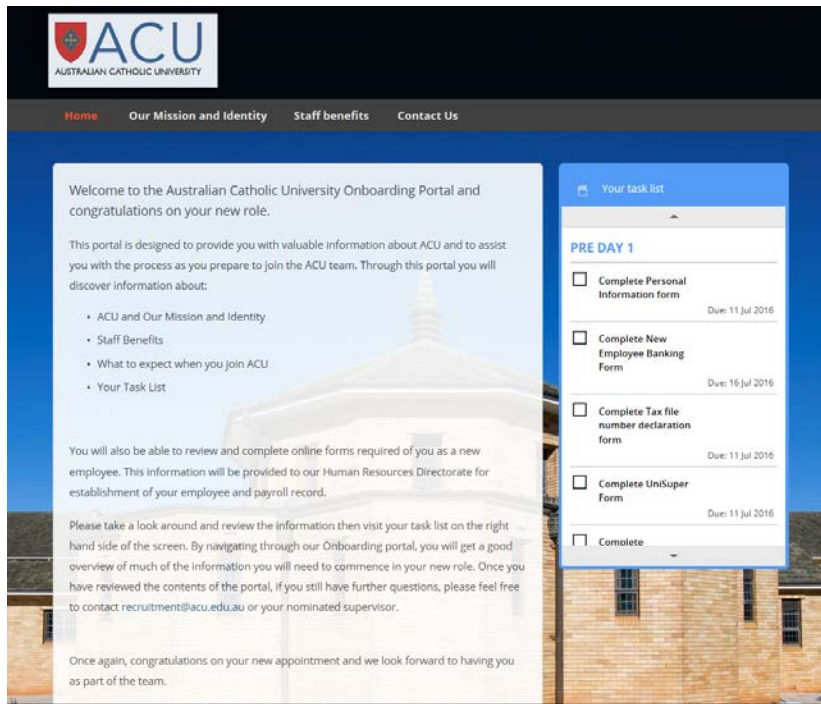 ACU
AUSTRALIAN CATHOLIC UNIVERSITY
Home Our Mission and Identity Staff benefits Contact Us
Welcome to the Australian Catholic University Onboarding Portal and
congratulations on your new role.
This portal is designed to provide you with valuable information about ACU and to assist
you with the process as you prepare to join the ACU team. Through this portal you will
discover information about:
• ACU and Our Mission and Identity
• Staff Benefits
• What to expect when you join ACU
• Your Task List
You will also be able to review and complete online forms required of you as a new
employee. This information will be provided to our Human Resources Directorate for
establishment of your employee and payroll record.
Please take a look around and review the information then visit your task list on the right
hand side of the screen. By navigating through our Onboarding portal, you will get a good
overview of much of the information you will need to commence in your new role. Once you
have reviewed the contents of the portal, if you still have further questions, please feel free
to contact recruitment@acu.edu.au or your nominated supervisor.
Once again, congratulations on your new appointment and we look forward to having you
as part of the team.
Your task list
PRE DAY 1
Complete Personal
Information form
Due: 11 Jul 2016
Complete New
Employee Banking
Form
Due: 16 Jul 2016
Complete Tax file
number declaration
form
Due: 11 Jul 2016
Complete UniSuper
Form
Due: 11 Jul 2016
Complete